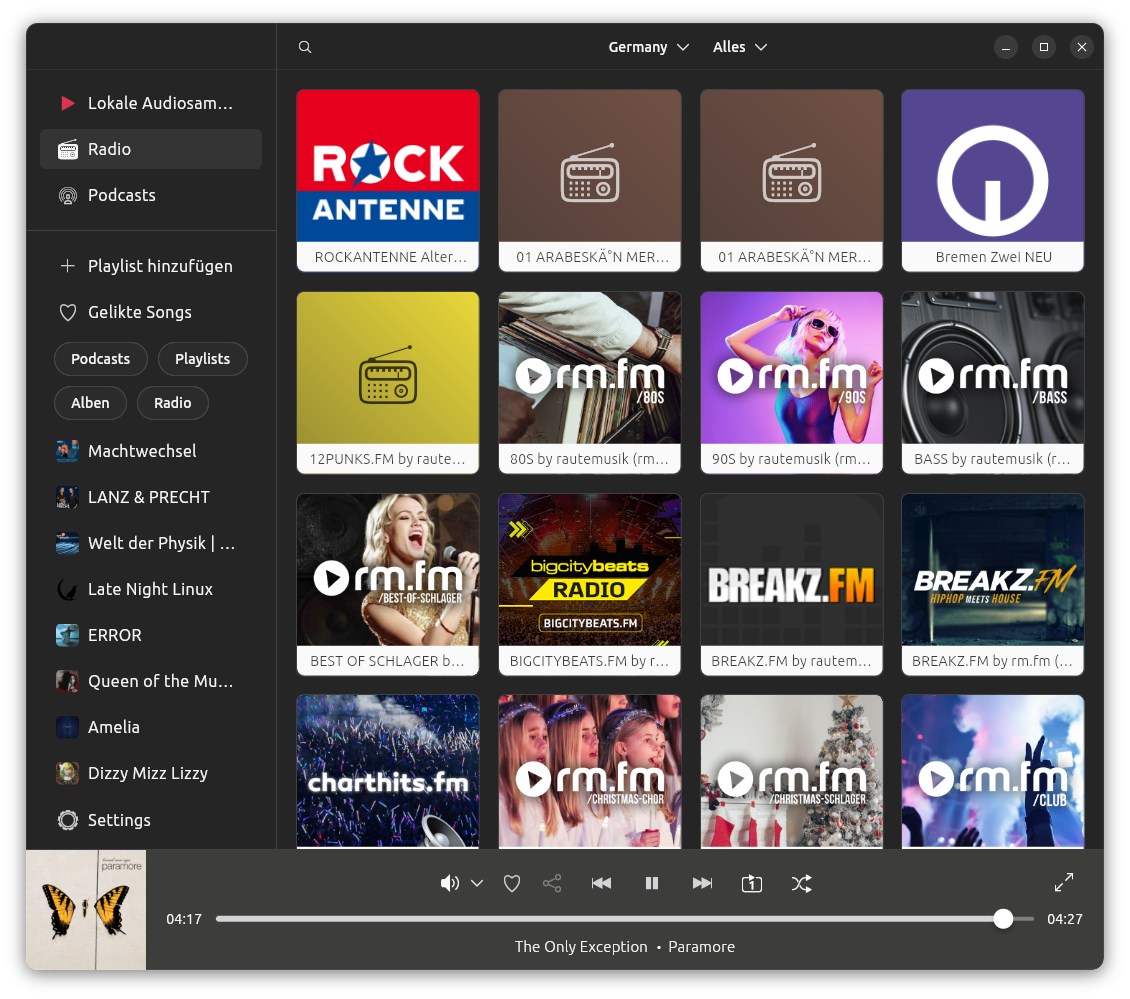 Germany
Alles
Lokale Audiosam…
Radio
Podcasts
Playlist hinzufügen
Gelikte Songs
Podcasts
Playlists
Alben
Radio
Machtwechsel
LANZ & PRECHT
Welt der Physik | …
Late Night Linux
ERROR
Queen of the Mu…
Amelia
Dizzy Mizz Lizzy
Settings
ROCK
ANTENNE
ROCKANTENNE Alter…
01 ARABESKÄ°N MER…
01 ARABESKÄ°N MER…
Bremen Zwei NEU
12PUNKS.FM by raute…
rm.fm
/80S
80S by rautemusik (rm…
rm.fm
/90S
90S by rautemusik (rm…
rm.fm
/BASS
BASS by rautemusik (r…
rm.fm
/BEST-OF-SCHLAGER
BEST OF SCHLAGER b…
bigcitybeats
RADIO
BIGCITYBEATS.FM
BIGCITYBEATS.FM by r…
BREAKZ.FM
BREAKZ.FM by rautem…
BREAKZ.FM
HIPHOP MEETS HOUSE
BREAKZ.FM by rm.fm (…
charthits.fm
rm.fm
/CHRISTMAS-CHOR
rm.fm
/CHRISTMAS-SCHLAGER
rm.fm
/CLUB
paramore
1
04:17
04:27
The Only Exception • Paramore